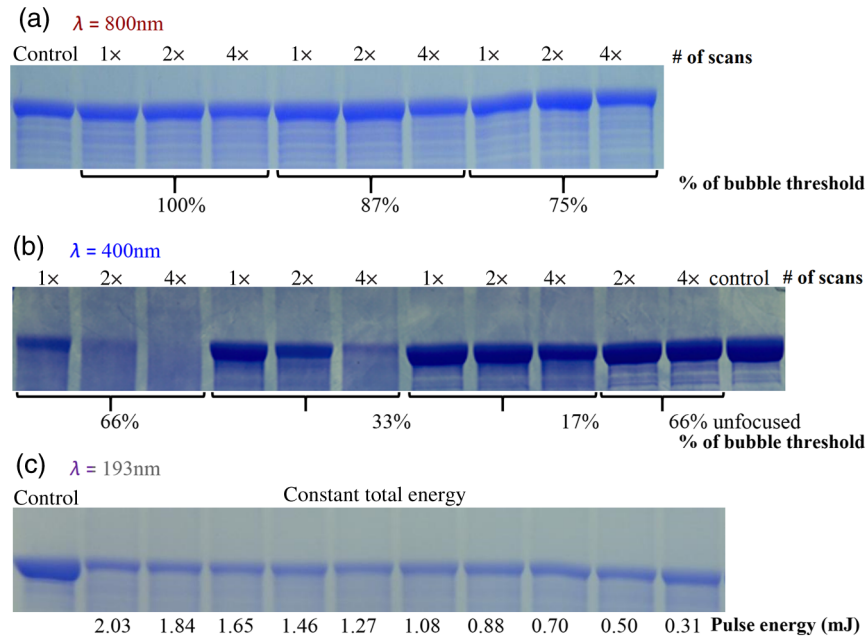 (a) λ = 800nm
Control 1× 2× 4× 1× 2× 4× 1× 2× 4× # of scans
% of bubble threshold
100% 87% 75%
(b) λ = 400nm
1× 2× 4× 1× 2× 4× 1× 2× 4× 2× 4× control # of scans
66% 33% 17% 66% unfocused
% of bubble threshold
(c) λ = 193nm
Control Constant total energy
2.03 1.84 1.65 1.46 1.27 1.08 0.88 0.70 0.50 0.31 Pulse energy (mJ)